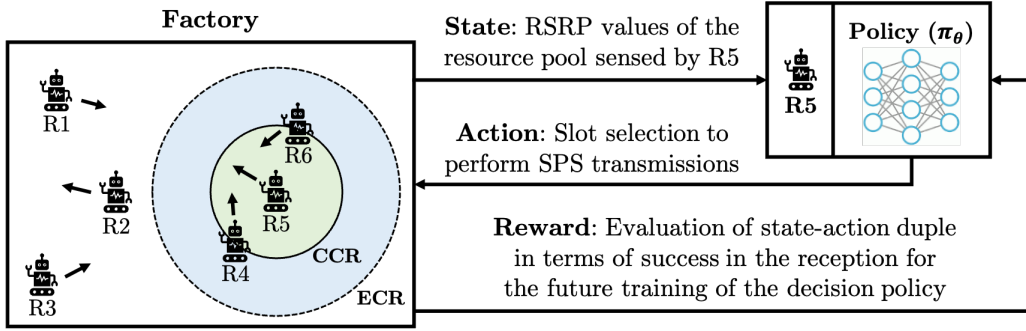 Factory
R1
R2
R3
R6
R5
R4
CCR
ECR
State: RSRP values of the
resource pool sensed by R5
Action: Slot selection to
perform SPS transmissions
Reward: Evaluation of state-action duple
in terms of success in the reception for
the future training of the decision policy
R5
Policy (πθ)